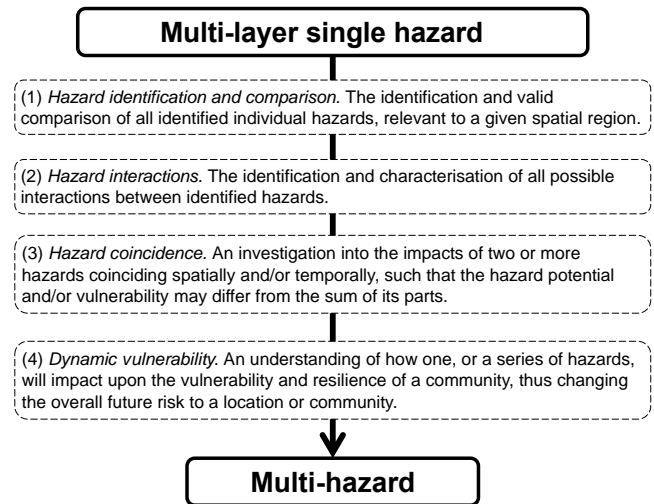 Multi-layer single hazard
(1) Hazard identification and comparison. The identification and valid
comparison of all identified individual hazards, relevant to a given spatial region.
(2) Hazard interactions. The identification and characterisation of all possible
interactions between identified hazards.
(3) Hazard coincidence. An investigation into the impacts of two or more
hazards coinciding spatially and/or temporally, such that the hazard potential
and/or vulnerability may differ from the sum of its parts.
(4) Dynamic vulnerability. An understanding of how one, or a series of hazards,
will impact upon the vulnerability and resilience of a community, thus changing
the overall future risk to a location or community.
Multi-hazard